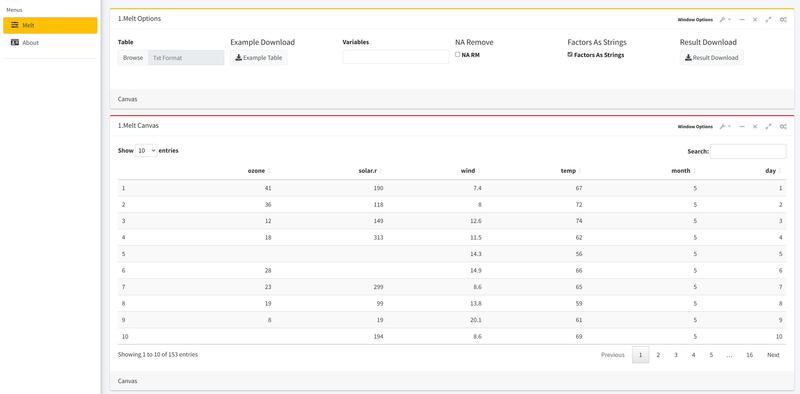 Menus
Melt
About
1.Melt Options
Window Options
Table
Example Download
Variables
NA Remove
Factors As Strings
Result Download
Browse Txt Format
Example Table
NA RM
Factors As Strings
Result Download
Canvas
1.Melt Canvas
Window Options
Show 10 entries
Search:
ozone solar.r wind temp month day
1 41 190 7.4 67 5 1
2 36 118 8 72 5 2
3 12 149 12.6 74 5 3
4 18 313 11.5 62 5 4
5 14.3 56 5 5
6 28 14.9 66 5 6
7 23 299 8.6 65 5 7
8 19 99 13.8 59 5 8
9 8 19 20.1 61 5 9
10 194 8.6 69 5 10
Showing 1 to 10 of 153 entries
Previous 1 2 3 4 5 … 16 Next
Canvas